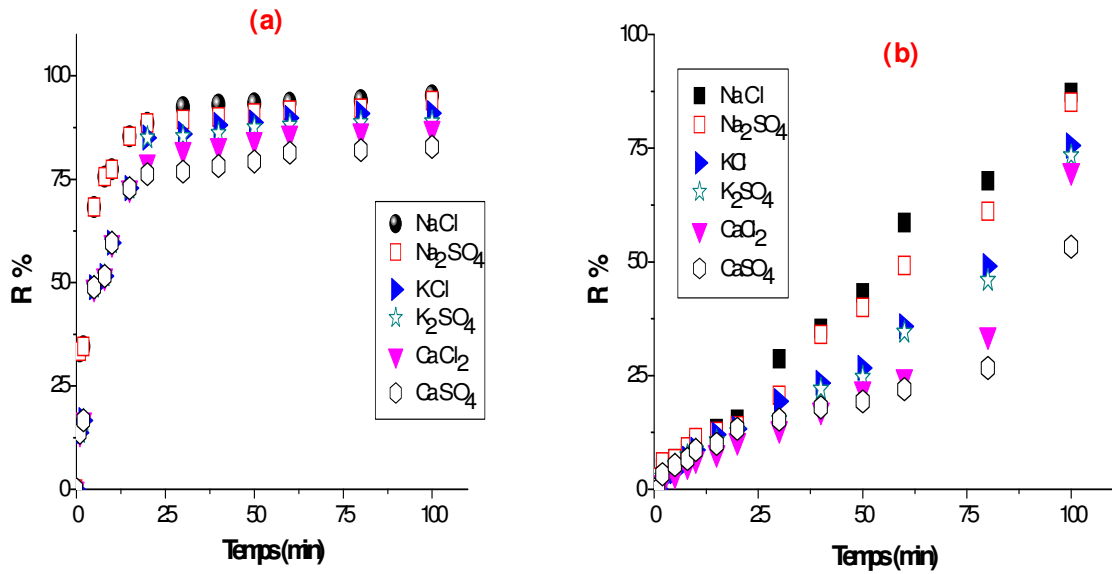 (a)
100
75
50
25
0
R %
NaCl
Na2SO4
KCl
K2SO4
CaCl2
CaSO4
0 25 50 75 100
Temps (min)
(b)
100
75
50
25
0
R %
NaCl
Na2SO4
KCl
K2SO4
CaCl2
CaSO4
0 25 50 75 100
Temps (min)